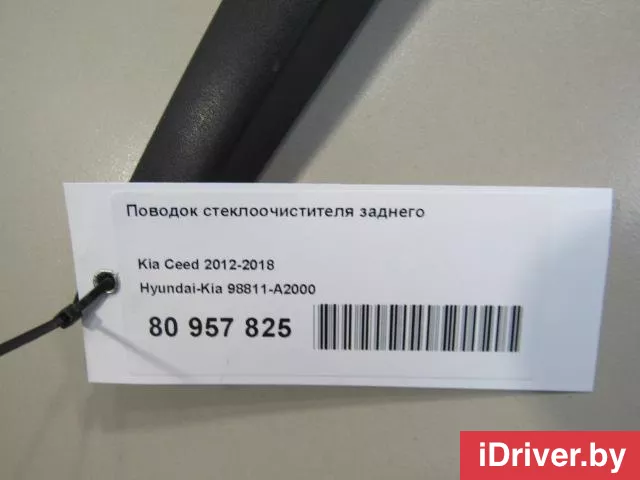 Поводок стеклоочистителя заднего
Kia Ceed 2012-2018
Hyundai-Kia 98811-A2000
80 957 825
iDriver.by